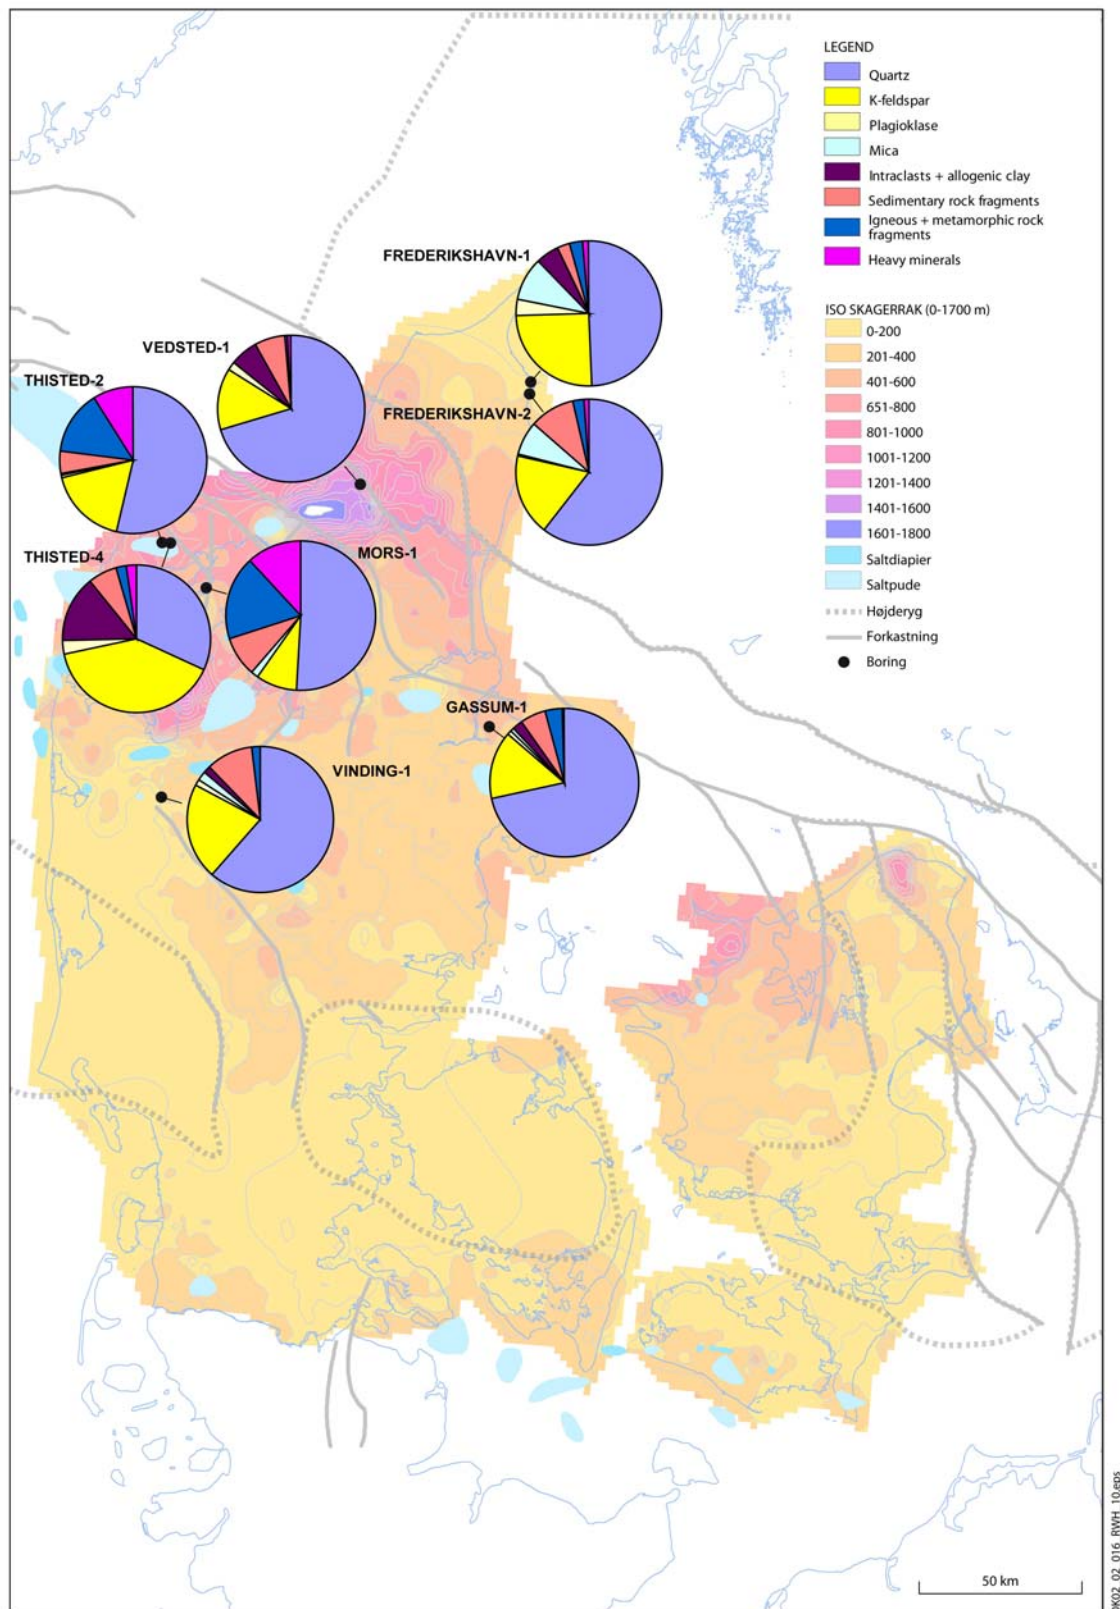 LEGEND
Quartz
K-feldspar
Plagioklase
Mica
Intraclasts + allogenic clay
Sedimentary rock fragments
Igneous + metamorphic rock
fragments
Heavy minerals
ISO SKAGERRAK (0-1700 m)
0-200
201-400
401-600
651-800
801-1000
1001-1200
1201-1400
1401-1600
1601-1800
Saltdiapier
Saltpude
Højderyg
Forkastning
Boring
FREDERIKSHAVN-1
VEDSTED-1
THISTED-2
FREDERIKSHAVN-2
THISTED-4
MORS-1
GASSUM-1
VINDING-1
50 km
DK02_02_016_RWH_10.eps